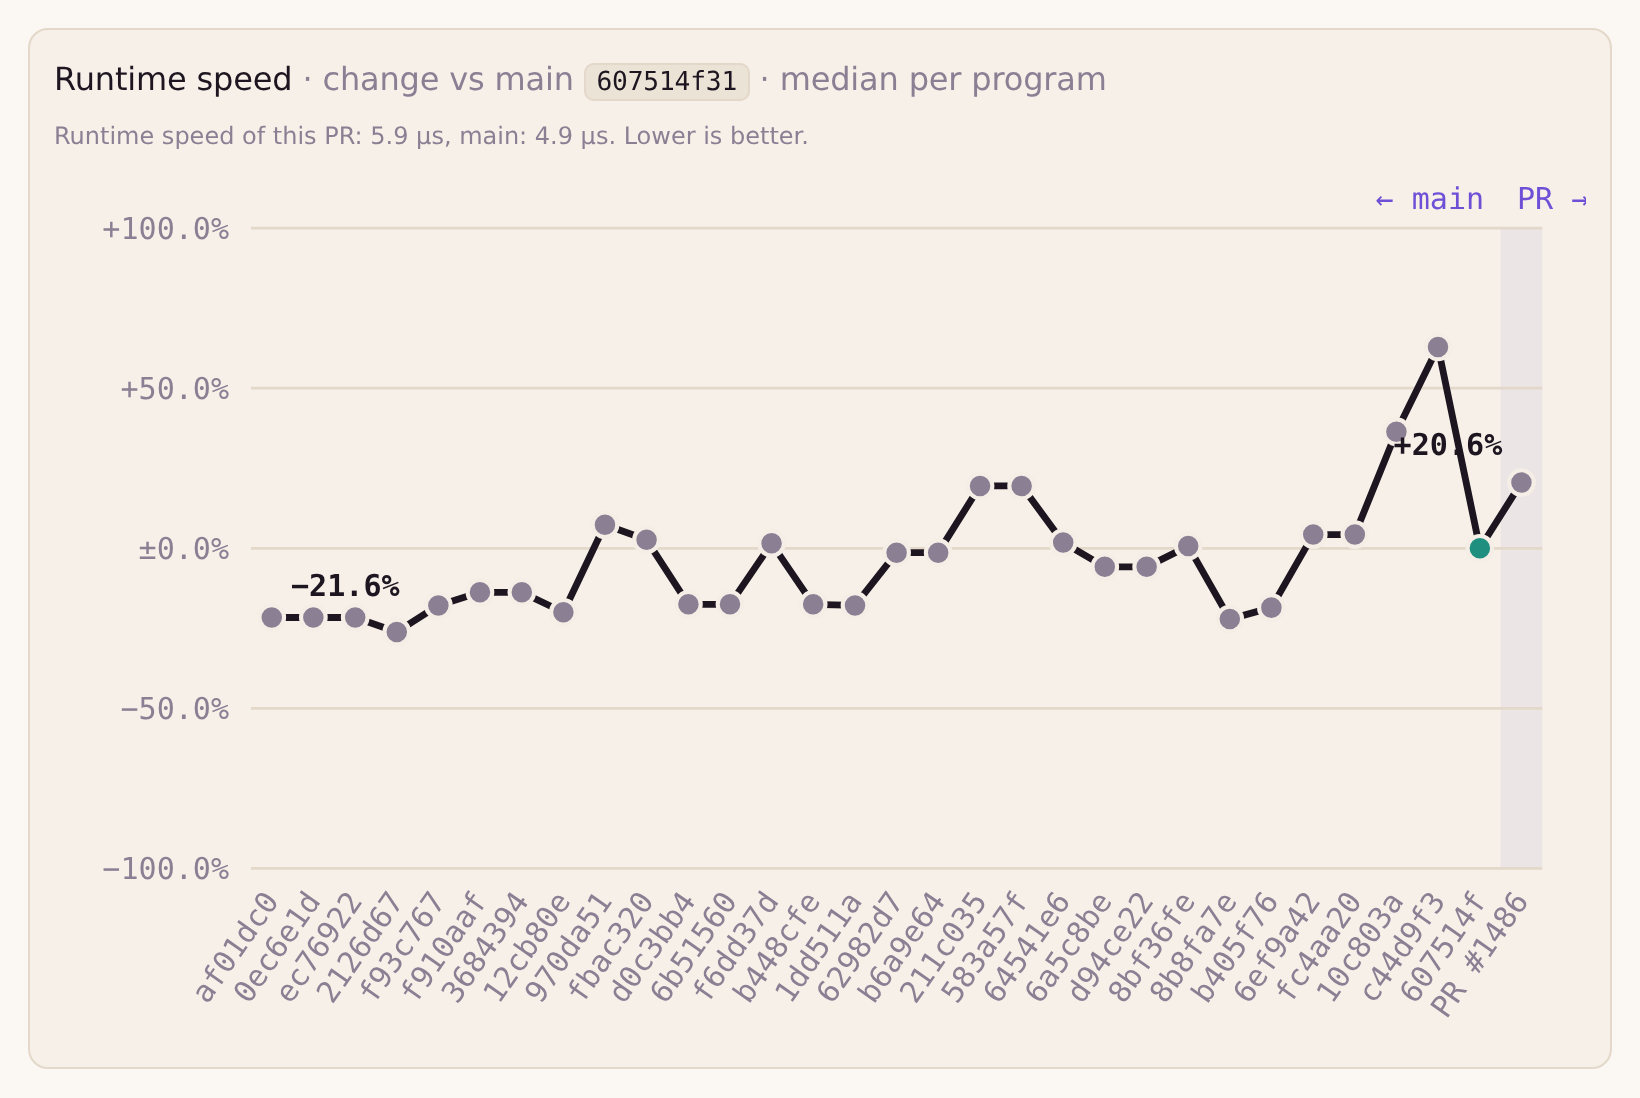 Runtime speed · change vs main 607514f31 · median per program
Runtime speed of this PR: 5.9 µs, main: 4.9 µs. Lower is better.
← main PR →
+100.0%
+50.0%
±0.0%
−50.0%
−100.0%
−21.6%
+20.6%
af01dc0
0ec6e1d
ec76922
2126d67
f93c767
f910aaf
3684394
12cb80e
970da51
fbac320
d0c3bb4
6b51560
f6dd37d
b448cfe
1dd511a
62982d7
b6a9e64
211c035
583a57f
64541e6
6a5c8be
d94ce22
8bf36fe
8b8fa7e
b405f76
6ef9a42
fc4aa20
10c803a
c44d9f3
607514f
PR #1486